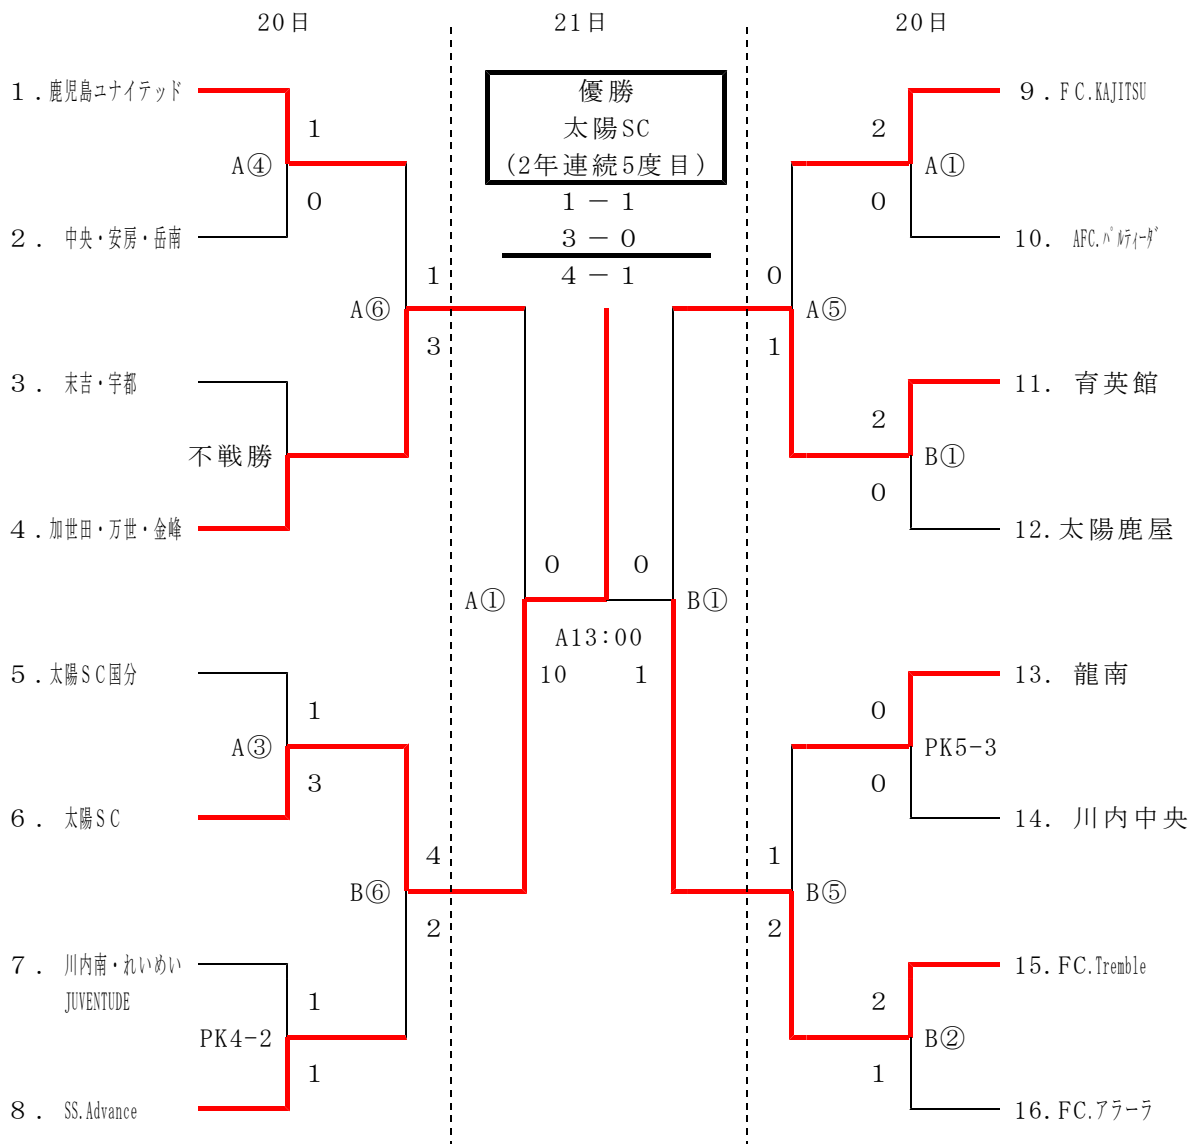 20日
21日
20日
1.鹿児島ユナイテッド
1
A④
0
2. 中央・安房・岳南
1
A⑥
3
3. 末吉・宇都
不戦勝
4.加世田・万世・金峰
5.太陽SC国分
1
A③
3
6. 太陽SC
4
B⑥
2
7. 川内南・れいめい
JUVENTUDE
1
PK4-2
1
8. SS.Advance
優勝
太陽SC
(2年連続5度目)
1-1
3-0
4-1
0
0
A①
B①
A13:00
10
1
9.FC.KAJITSU
2
A①
0
10. AFC.パルティーダ
0
A⑤
1
11. 育英館
2
B①
0
12.太陽鹿屋
13. 龍南
0
PK5-3
0
14. 川内中央
1
B⑤
2
15.FC.Tremble
2
B②
1
16.FC.アラーラ